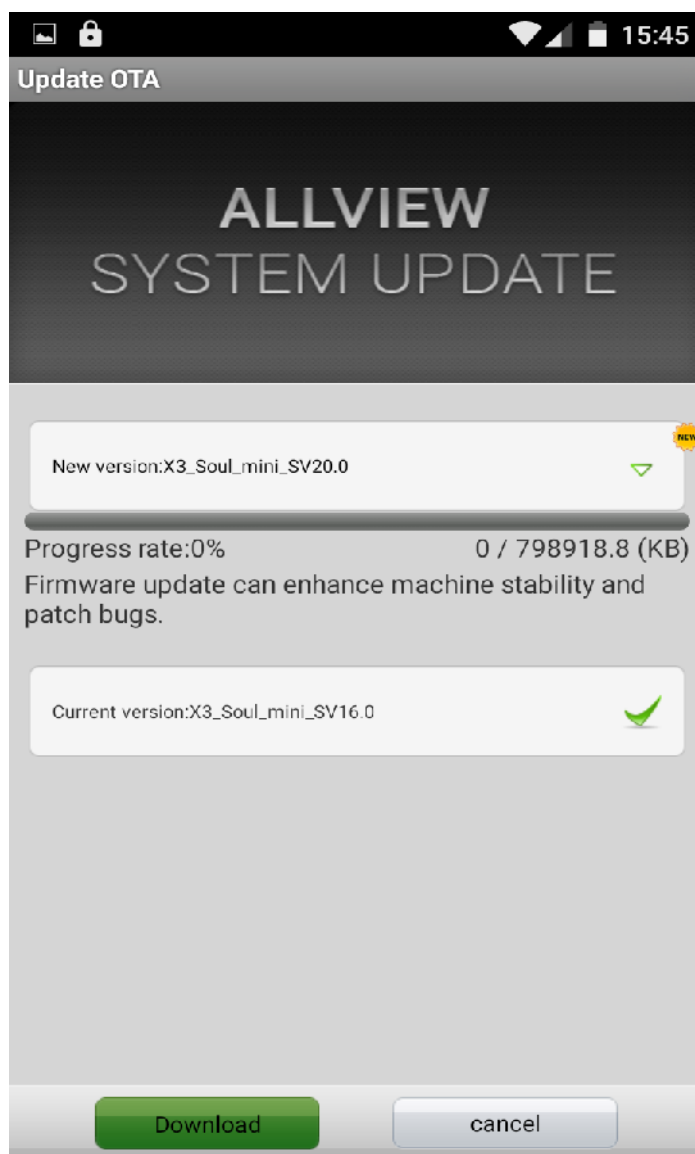 15:45
Update OTA
ALLVIEW
SYSTEM UPDATE
NEW
New version:X3_Soul_mini_SV20.0
Progress rate:0% 0 / 798918.8 (KB)
Firmware update can enhance machine stability and
patch bugs.
Current version:X3_Soul_mini_SV16.0
Download cancel